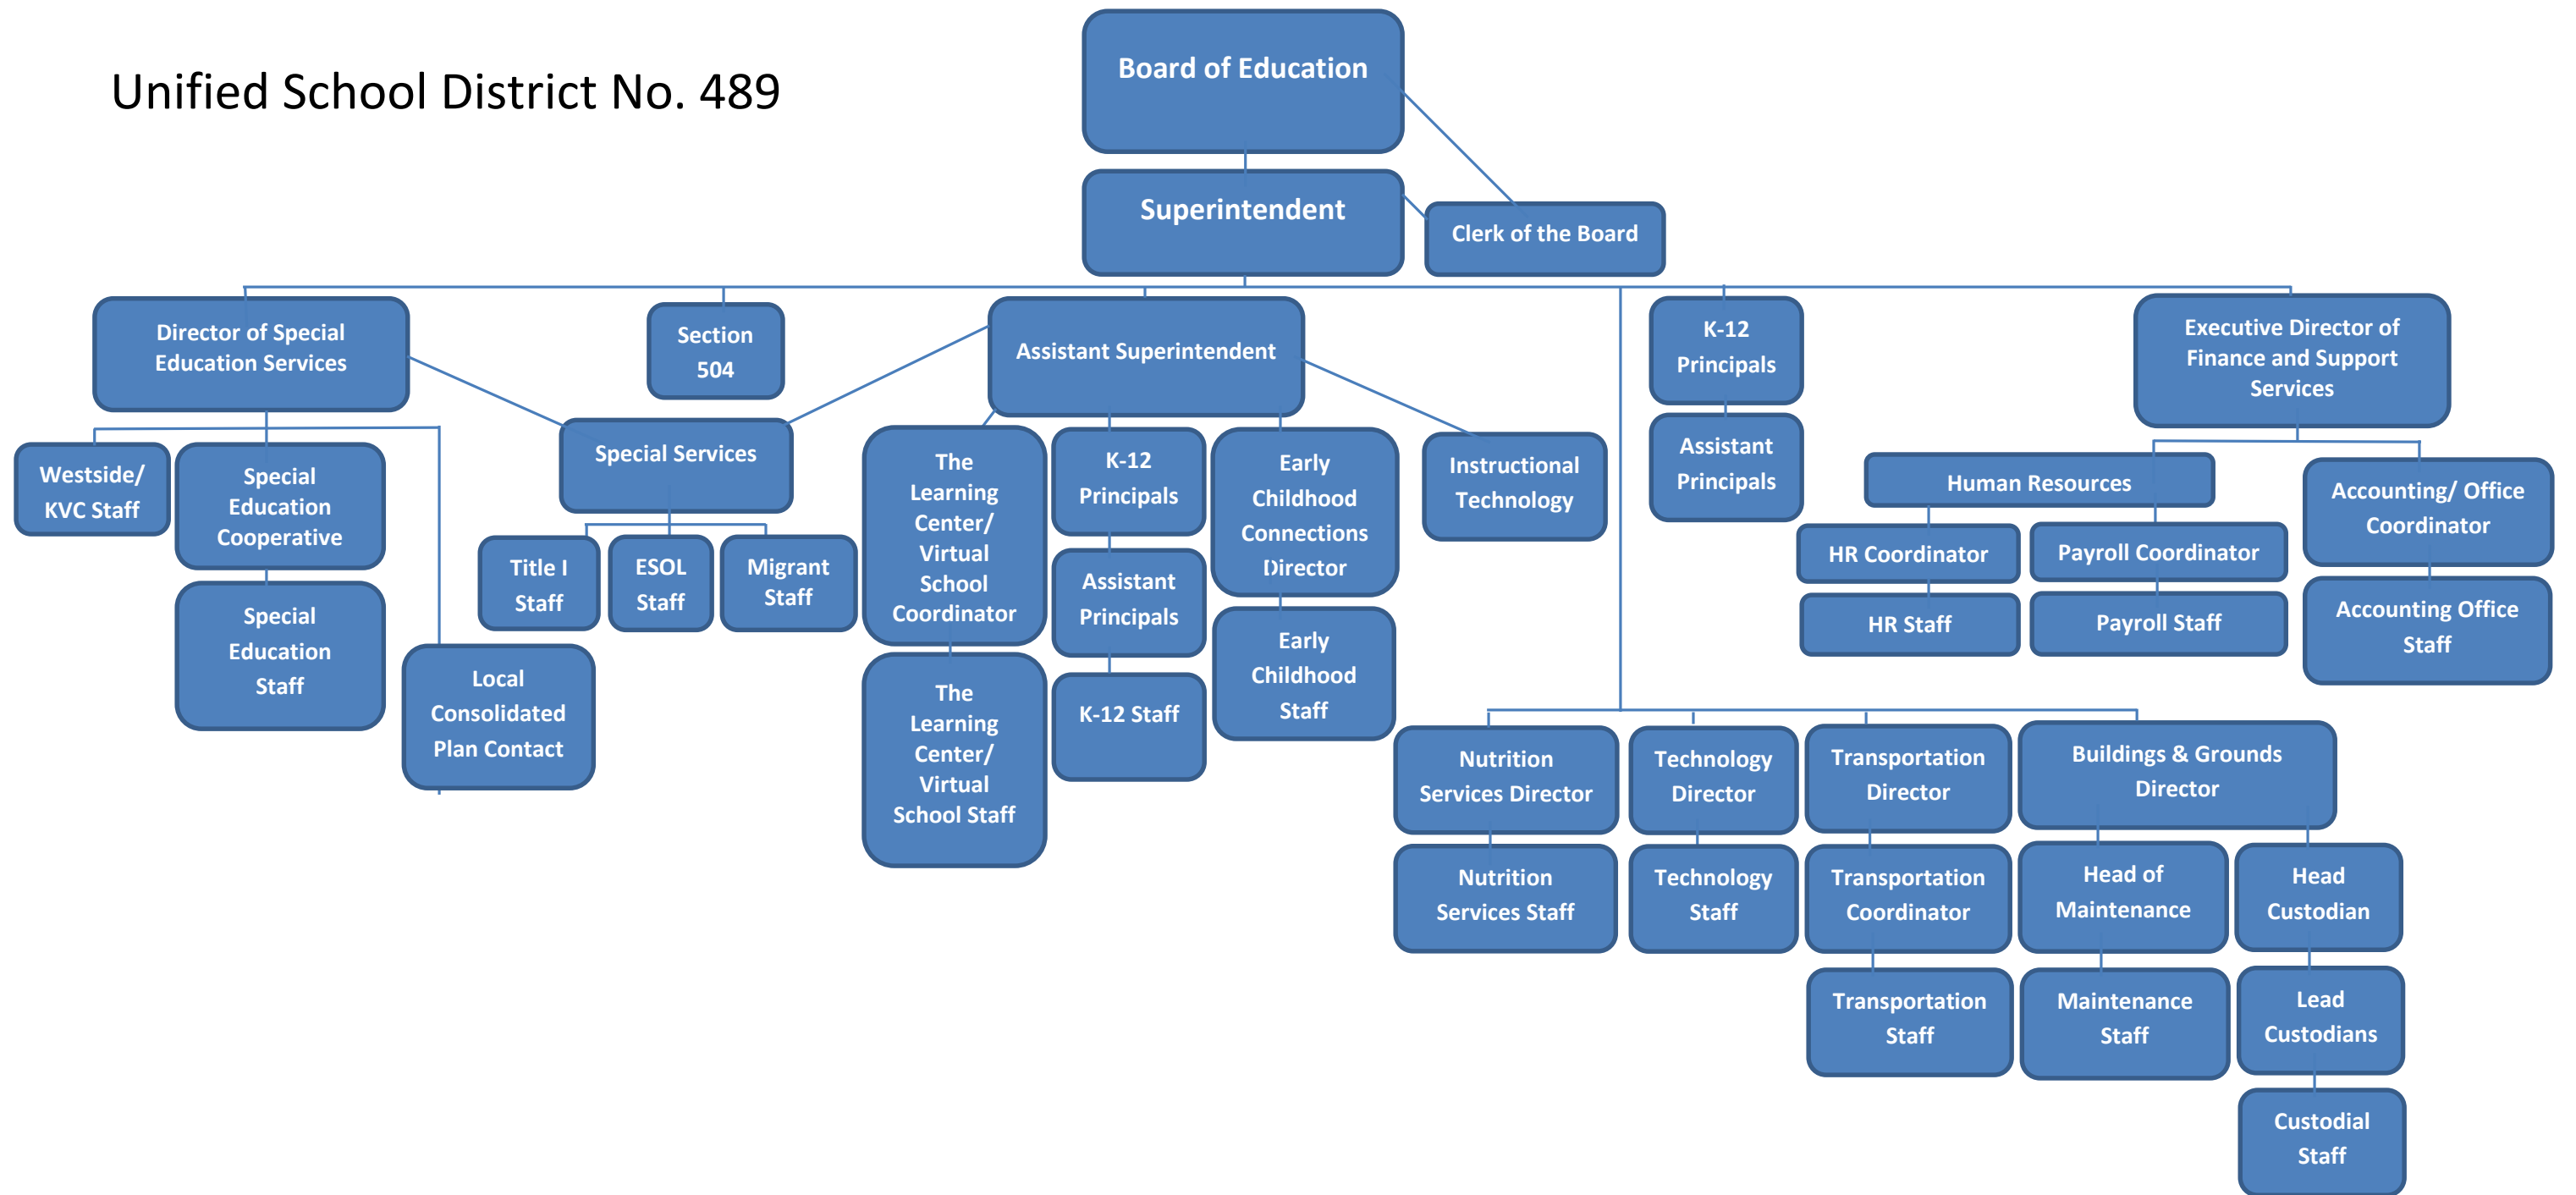 Unified School District No. 489
Board of Education
Superintendent
Clerk of the Board
Director of Special
Education Services
Section
504
Assistant Superintendent
K-12
Principals
Executive Director of
Finance and Support
Services
Assistant
Principals
Westside/
KVC Staff
Special
Education
Cooperative
Special
Education
Staff
Local
Consolidated
Plan Contact
Special Services
Title I
Staff
ESOL
Staff
Migrant
Staff
The
Learning
Center/
Virtual
School
Coordinator
The
Learning
Center/
Virtual
School Staff
K-12
Principals
Assistant
Principals
K-12 Staff
Early
Childhood
Connections
Director
Early
Childhood
Staff
Instructional
Technology
Human Resources
HR Coordinator
HR Staff
Payroll Coordinator
Payroll Staff
Accounting/ Office
Coordinator
Accounting Office
Staff
Nutrition
Services Director
Nutrition
Services Staff
Technology
Director
Technology
Staff
Transportation
Director
Transportation
Coordinator
Transportation
Staff
Buildings & Grounds
Director
Head of
Maintenance
Maintenance
Staff
Head
Custodian
Lead
Custodians
Custodial
Staff